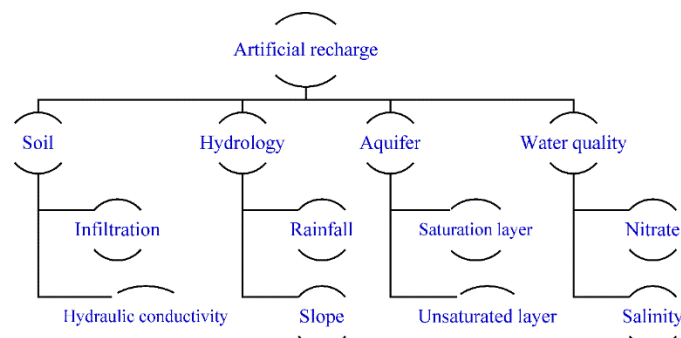 Artificial recharge
Soil
Hydrology
Aquifer
Water quality
Infiltration
Rainfall
Saturation layer
Nitrate
Hydraulic conductivity
Slope
Unsaturated layer
Salinity